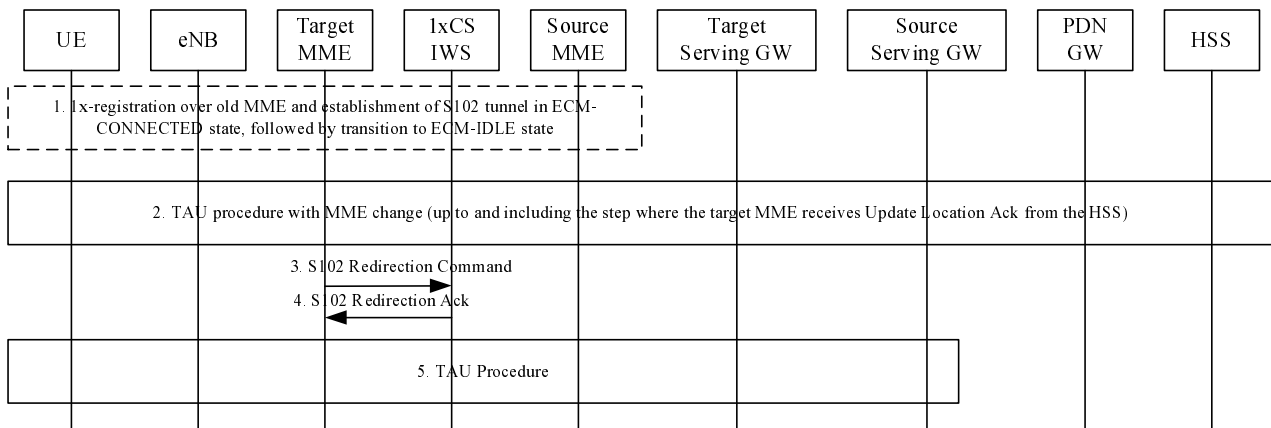 UE
eNB
Target
MME
1xCS
IWS
Source
MME
Target
Serving GW
Source
Serving GW
PDN
GW
HSS
1. 1x-registration over old MME and establishment of S102 tunnel in ECM-
CONNECTED state, followed by transition to ECM-IDLE state
2. TAU procedure with MME change (up to and including the step where the target MME receives Update Location Ack from the HSS)
3. S102 Redirection Command
4. S102 Redirection Ack
5. TAU Procedure